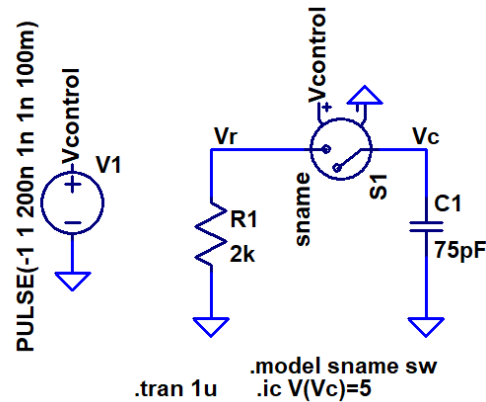 PULSE(-1 1 200n 1n 1n 100m)
Vcontrol
V1
Vr
R1
2k
Vcontrol
sname
S1
Vc
C1
75pF
.model sname sw
.tran 1u .ic V(Vc)=5